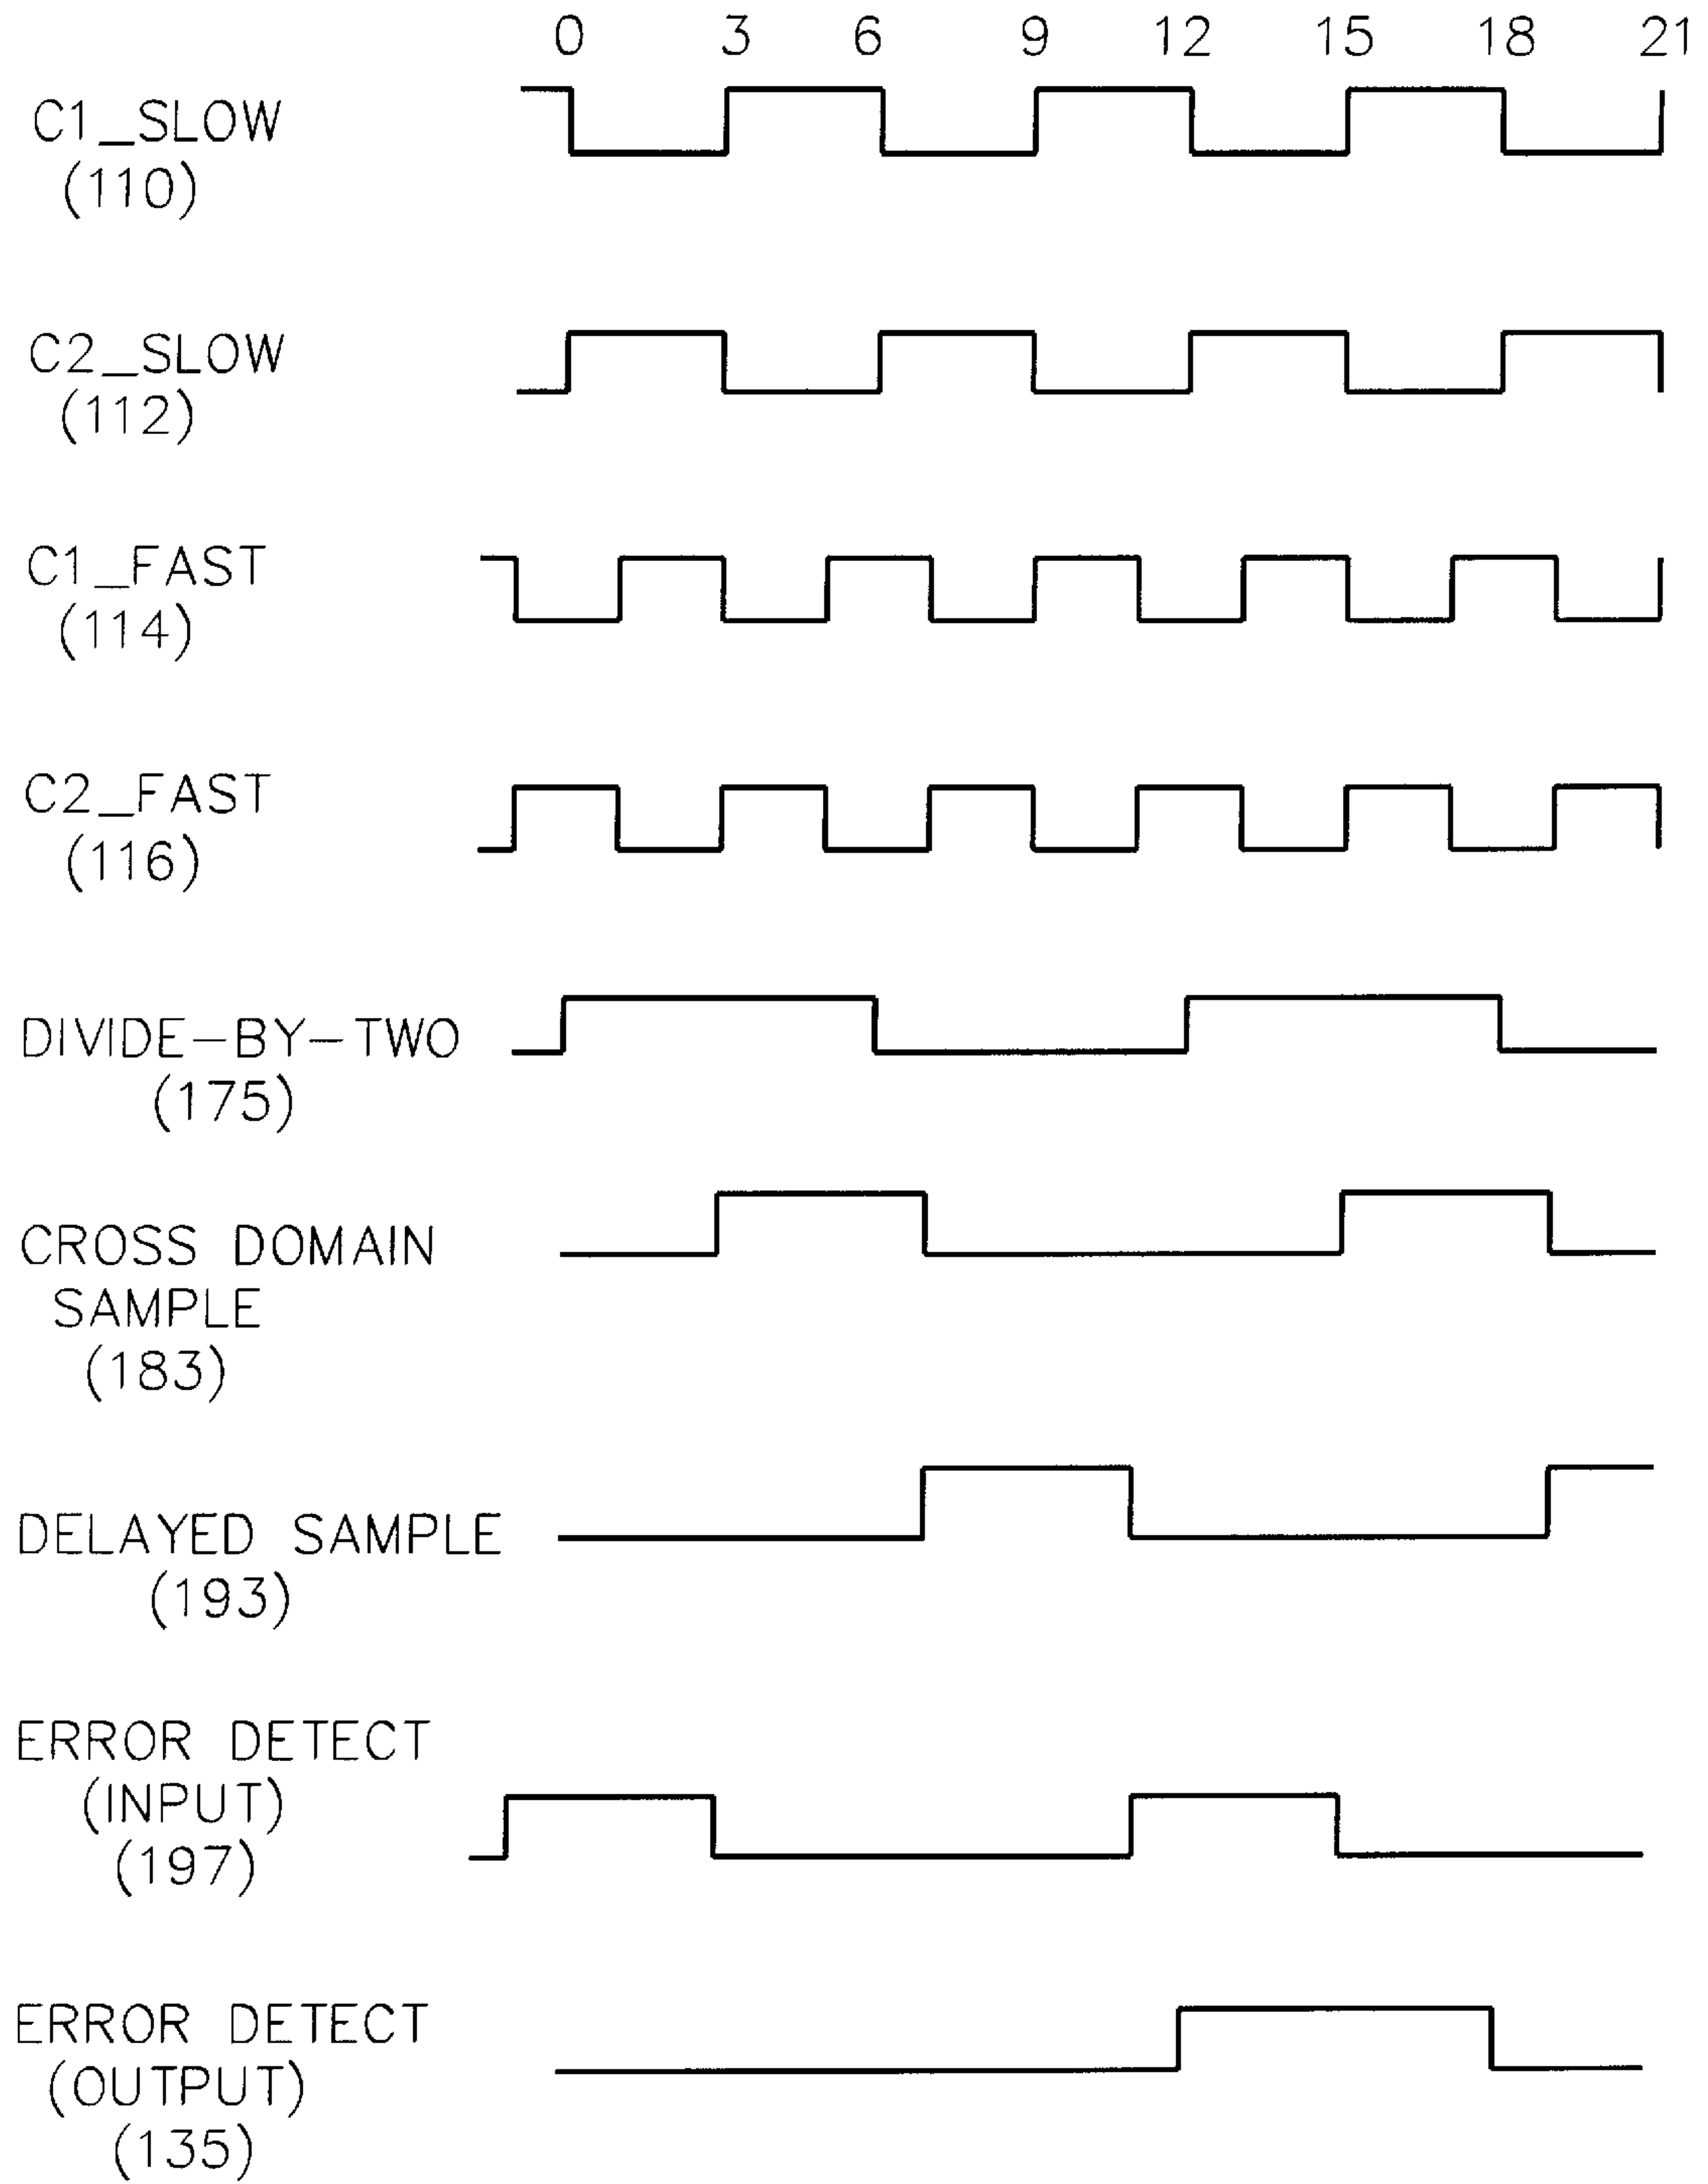 0 3 6 9 12 15 18 21
C1_SLOW
(110)
C2_SLOW
(112)
C1_FAST
(114)
C2_FAST
(116)
DIVIDE-BY-TWO
(175)
CROSS DOMAIN
SAMPLE
(183)
DELAYED SAMPLE
(193)
ERROR DETECT
(INPUT)
(197)
ERROR DETECT
(OUTPUT)
(135)